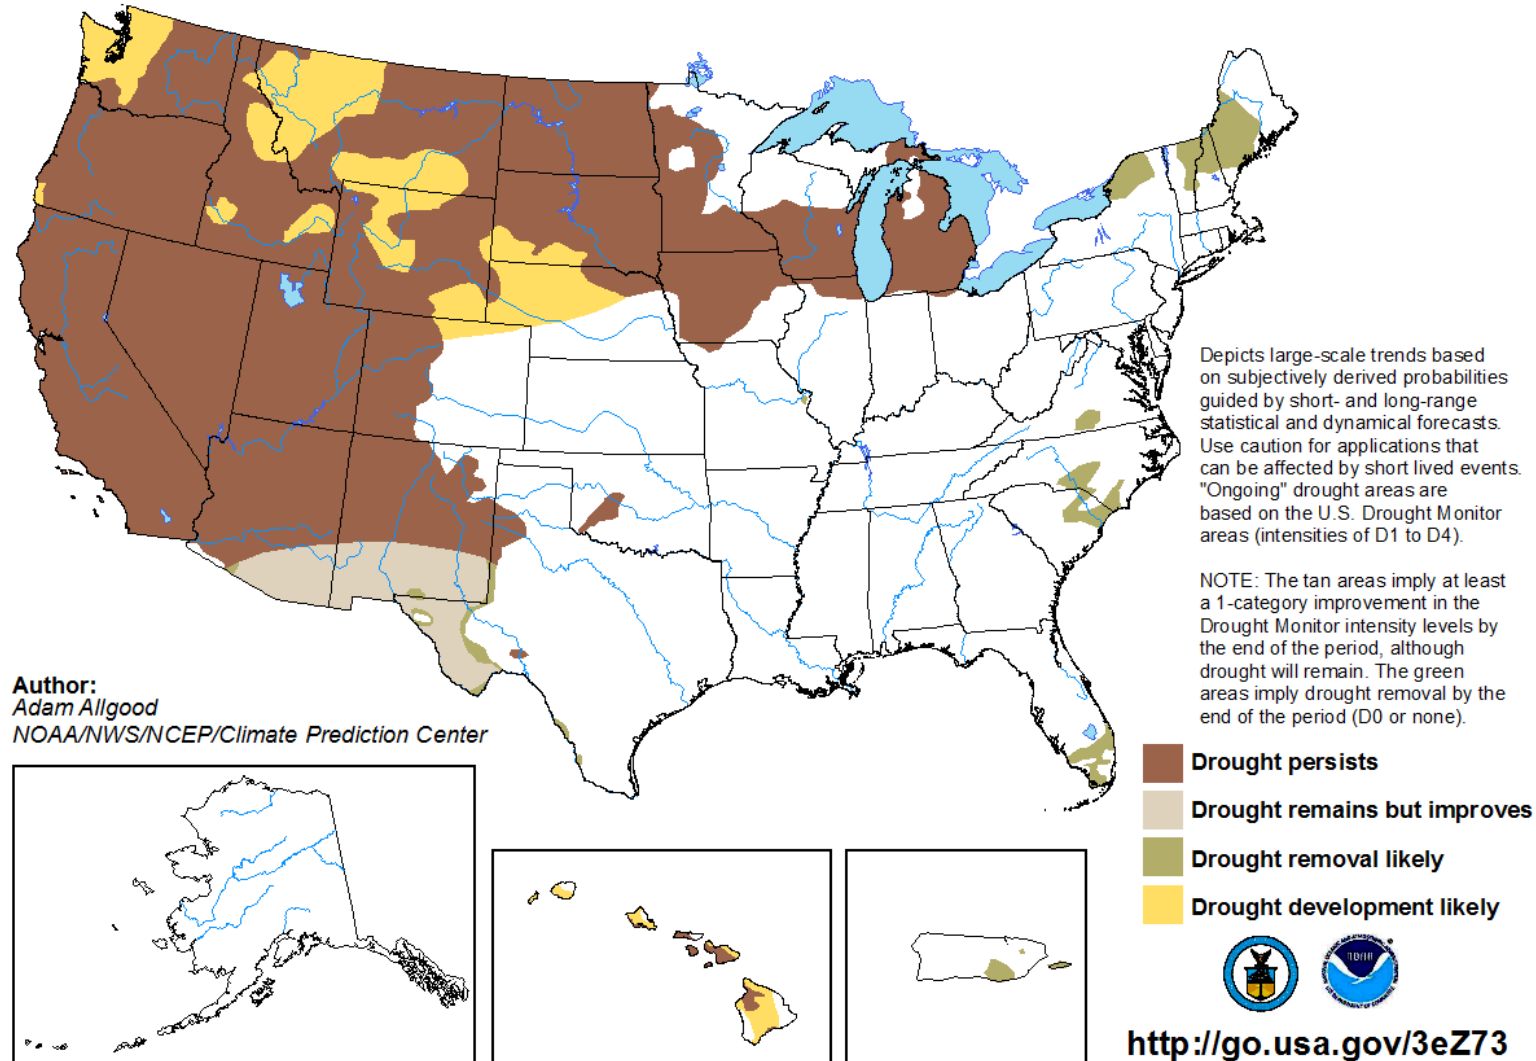 Depicts large-scale trends based
on subjectively derived probabilities
guided by short- and long-range
statistical and dynamical forecasts.
Use caution for applications that
can be affected by short lived events.
"Ongoing" drought areas are
based on the U.S. Drought Monitor
areas (intensities of D1 to D4).
NOTE: The tan areas imply at least
a 1-category improvement in the
Drought Monitor intensity levels by
the end of the period, although
drought will remain. The green
areas imply drought removal by the
end of the period (D0 or none).
Author:
Adam Allgood
NOAA/NWS/NCEP/Climate Prediction Center
Drought persists
Drought remains but improves
Drought removal likely
Drought development likely
http://go.usa.gov/3eZ73